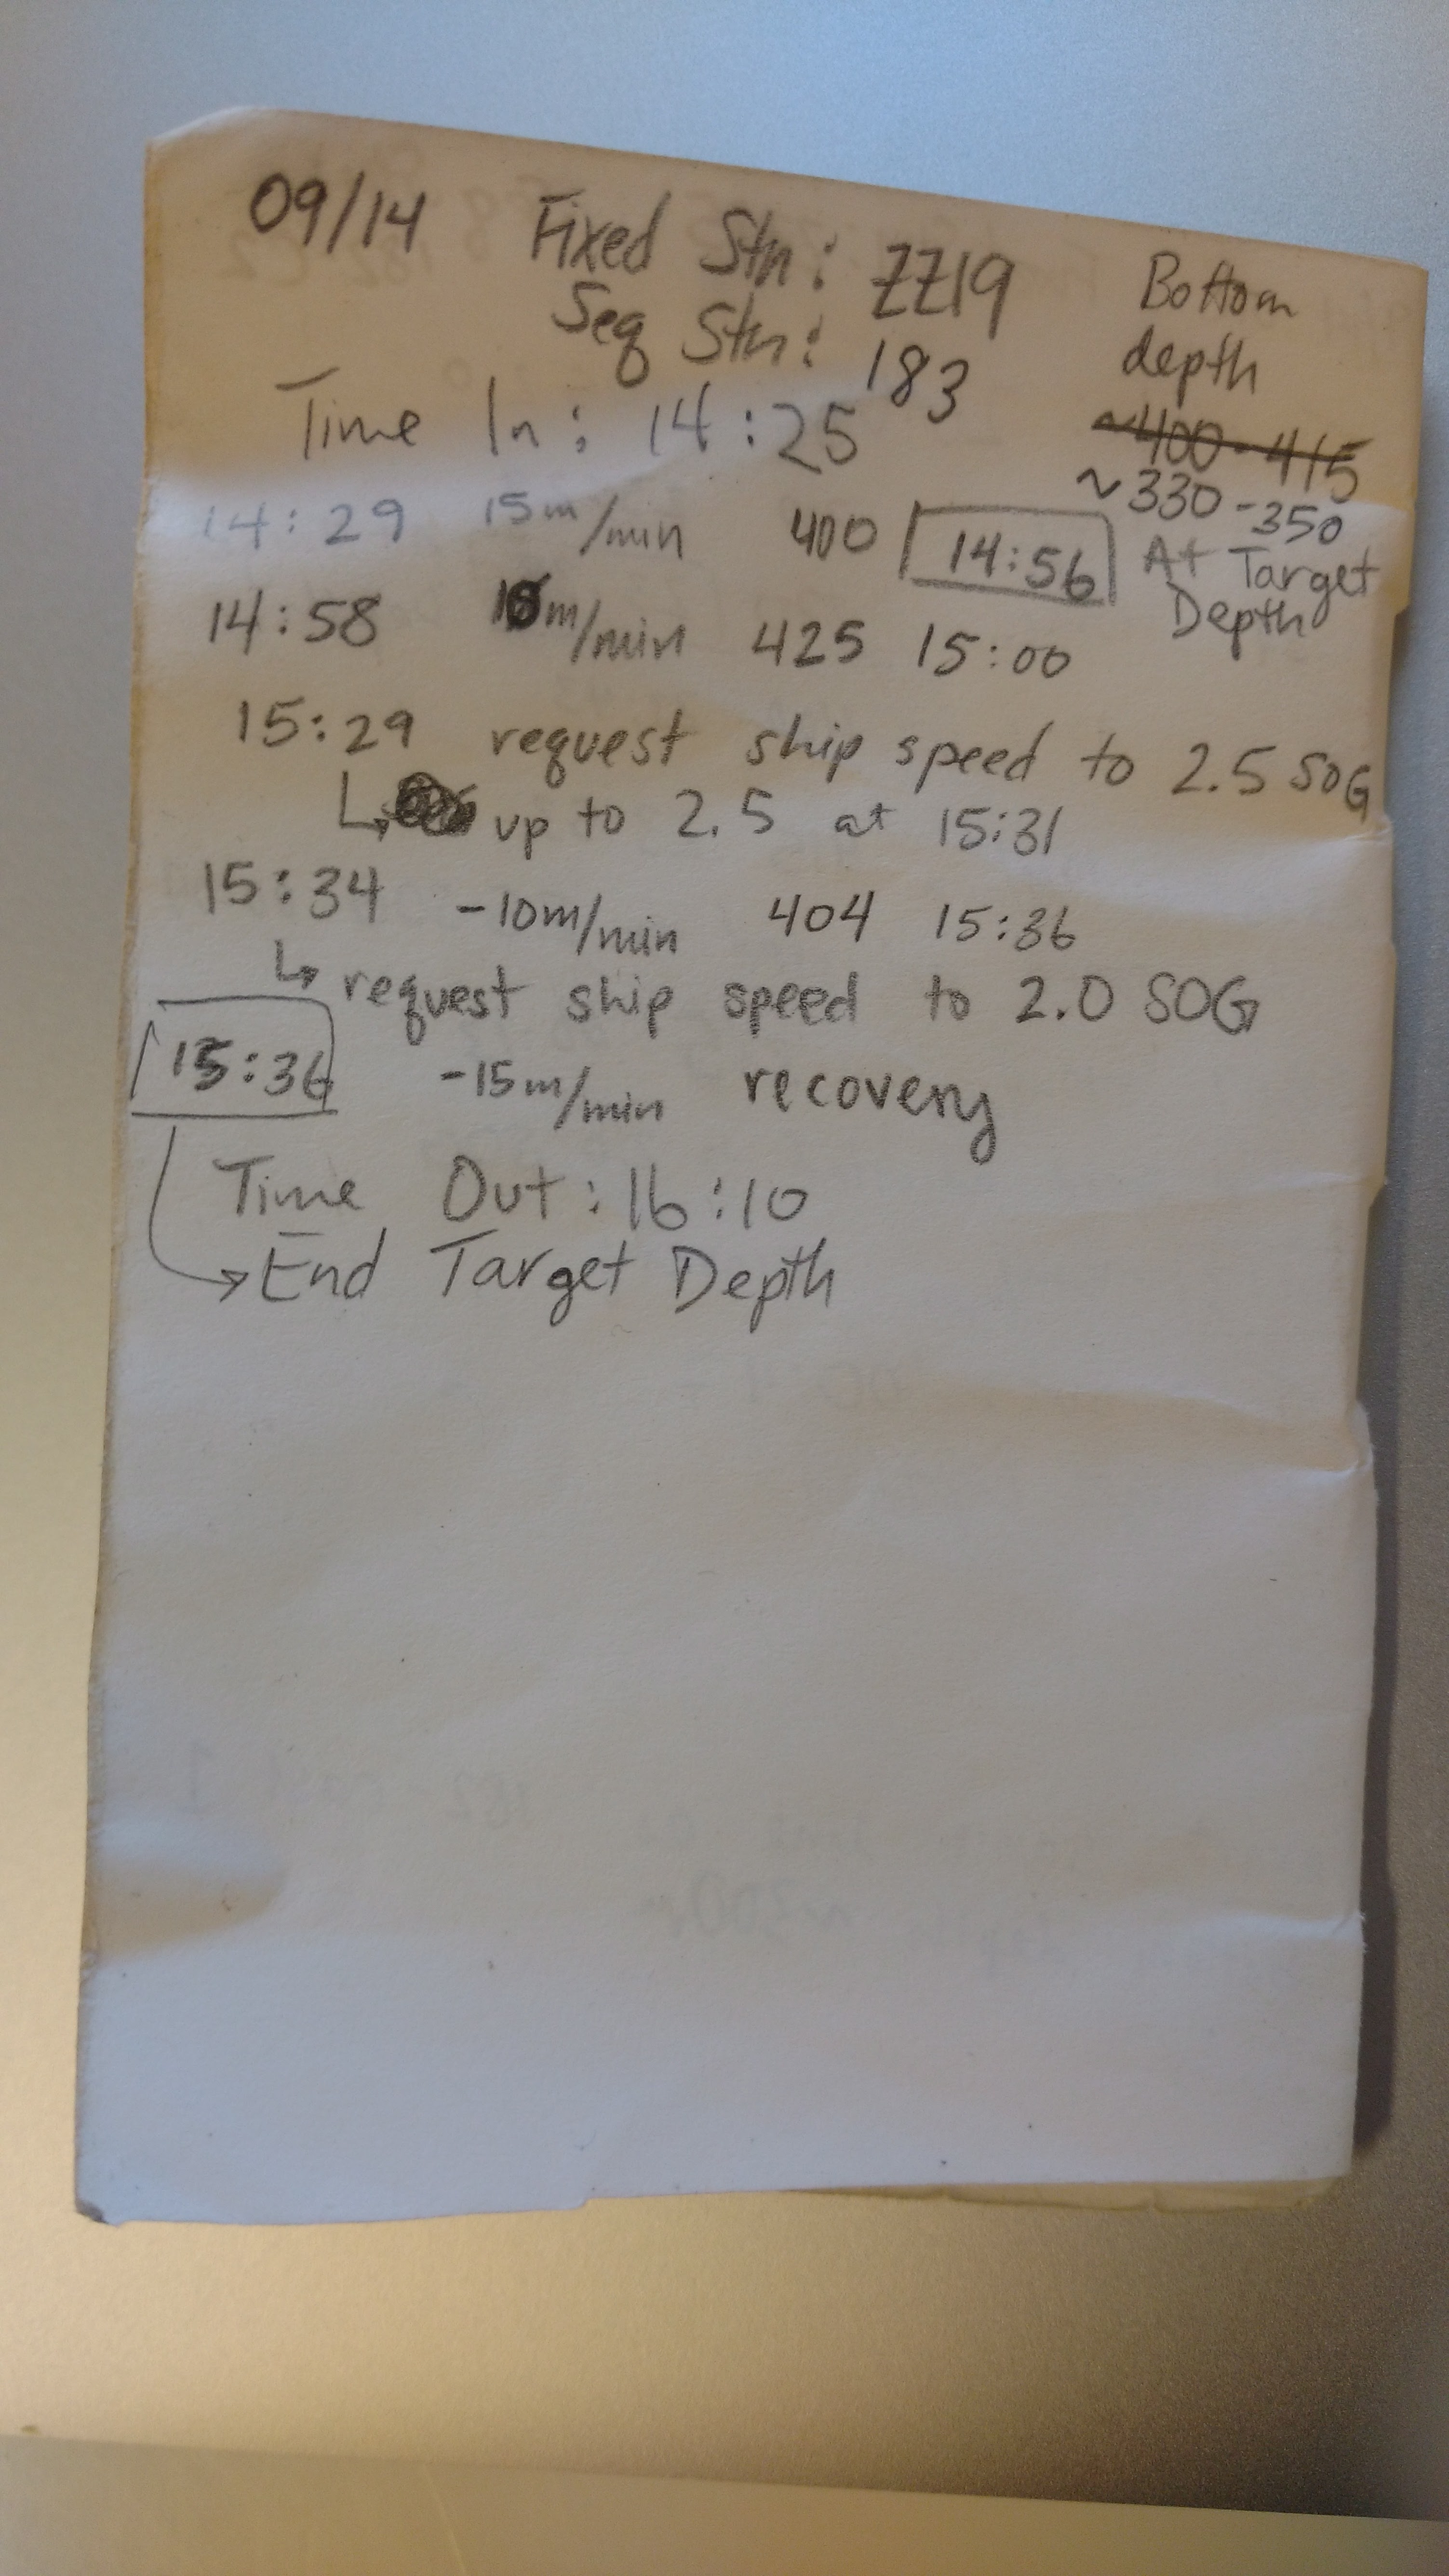 09/14 Fixed Stn: ZZ19
Seq Stn: 183
Bottom
depth
~400-415
~330-350
Time In: 14:25
14:29 15m/min 400 14:56 At Target
Depth
14:58 m/min 425 15:00
15:29 request ship speed to 2.5 SOG
↳ up to 2.5 at 15:31
15:34 -10m/min 404 15:36
↳ request ship speed to 2.0 SOG
15:36 -15m/min recovery
Time Out: 16:10
→ End Target Depth